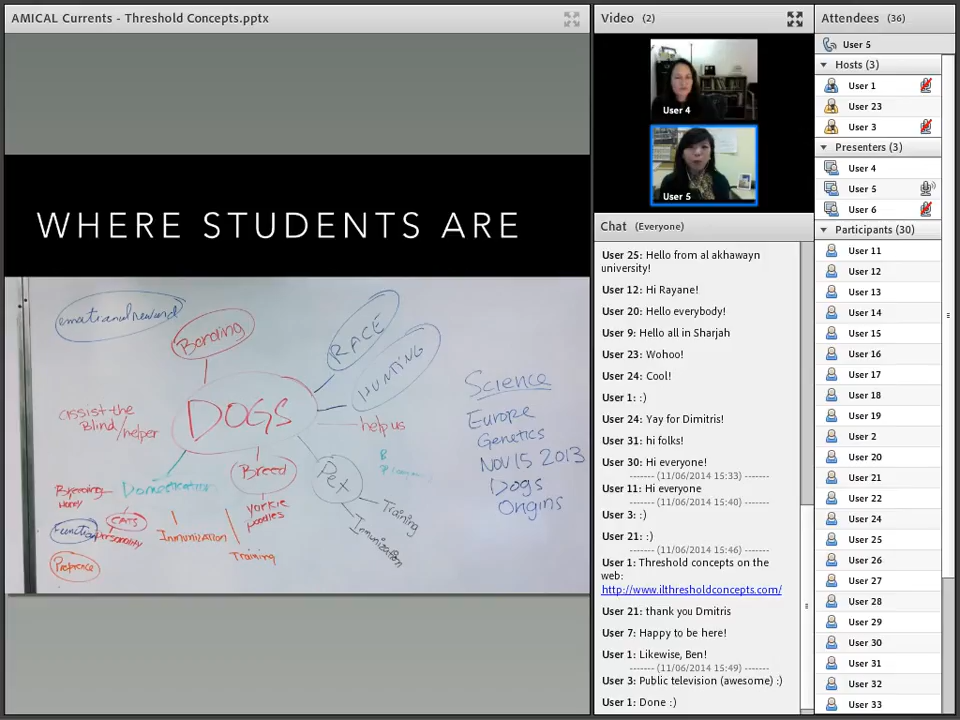 AMICAL Currents - Threshold Concepts.pptx
WHERE STUDENTS ARE
emotional reward
Bonding
RACE
HUNTING
DOGS
assist the
Blind/helper
help us
Science
Europe
Genetics
Nov 15 2013
Dogs
Origins
Breed
Yorkie
poodles
Pet
Training
Immunization
Domestication
CATS
Personality
Function
Immunization
Training
Video (2)
User 4
User 5
Chat (Everyone)
User 25: Hello from al akhawayn
university!
User 12: Hi Rayane!
User 20: Hello everybody!
User 9: Hello all in Sharjah
User 23: Wohoo!
User 24: Cool!
User 1: :)
User 24: Yay for Dimitris!
User 31: hi folks!
User 30: Hi everyone!
------- (11/06/2014 15:33) -------
User 11: Hi everyone
------- (11/06/2014 15:40) -------
User 3: :)
User 21: :)
------- (11/06/2014 15:46) -------
User 1: Threshold concepts on the
web:
http://www.ilthresholdconcepts.com/
User 21: thank you Dmitris
User 7: Happy to be here!
User 1: Likewise, Ben!
------- (11/06/2014 15:49) -------
User 3: Public television (awesome) :)
User 1: Done :)
Attendees (36)
User 5
Hosts (3)
User 1
User 23
User 3
Presenters (3)
User 4
User 5
User 6
Participants (30)
User 11
User 12
User 13
User 14
User 15
User 16
User 17
User 18
User 19
User 2
User 20
User 21
User 22
User 24
User 25
User 26
User 27
User 28
User 29
User 30
User 31
User 32
User 33